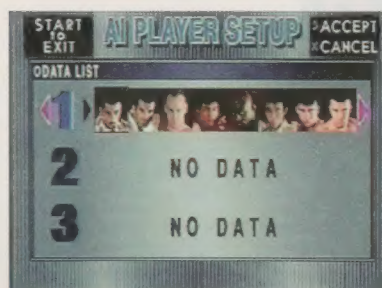 START TO EXIT
AI PLAYER SETUP
ACCEPT
×CANCEL
DATA LIST
1
2 NO DATA
3 NO DATA